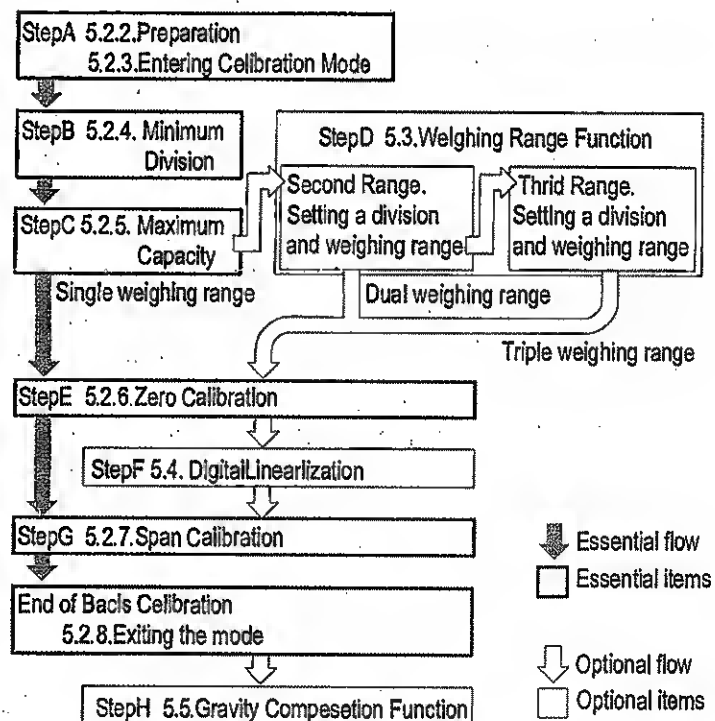 StepA 5.2.2.Preparation
5.2.3.Entering Celibration Mode
StepB 5.2.4. Minimum
Division
StepC 5.2.5. Maximum
Capacity
StepD 5.3.Weighing Range Function
Second Range.
Setting a division
and weighing range
Thrid Range.
Setting a division
and weighing range
Single weighing range
Dual weighing range
Triple weighing range
StepE 5.2.6.Zero Calibration
StepF 5.4. DigitalLinearlization
StepG 5.2.7.Span Calibration
End of Bacis Celibration
5.2.8.Exiting the mode
StepH 5.5.Gravity Compesetion Function
Essential flow
Essential items
Optional flow
Optional items